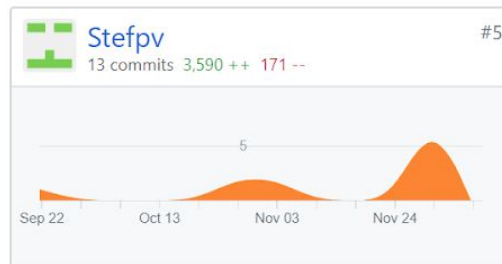 Stefpv
#5
13 commits 3,590 ++ 171 --
5
Sep 22 Oct 13 Nov 03 Nov 24